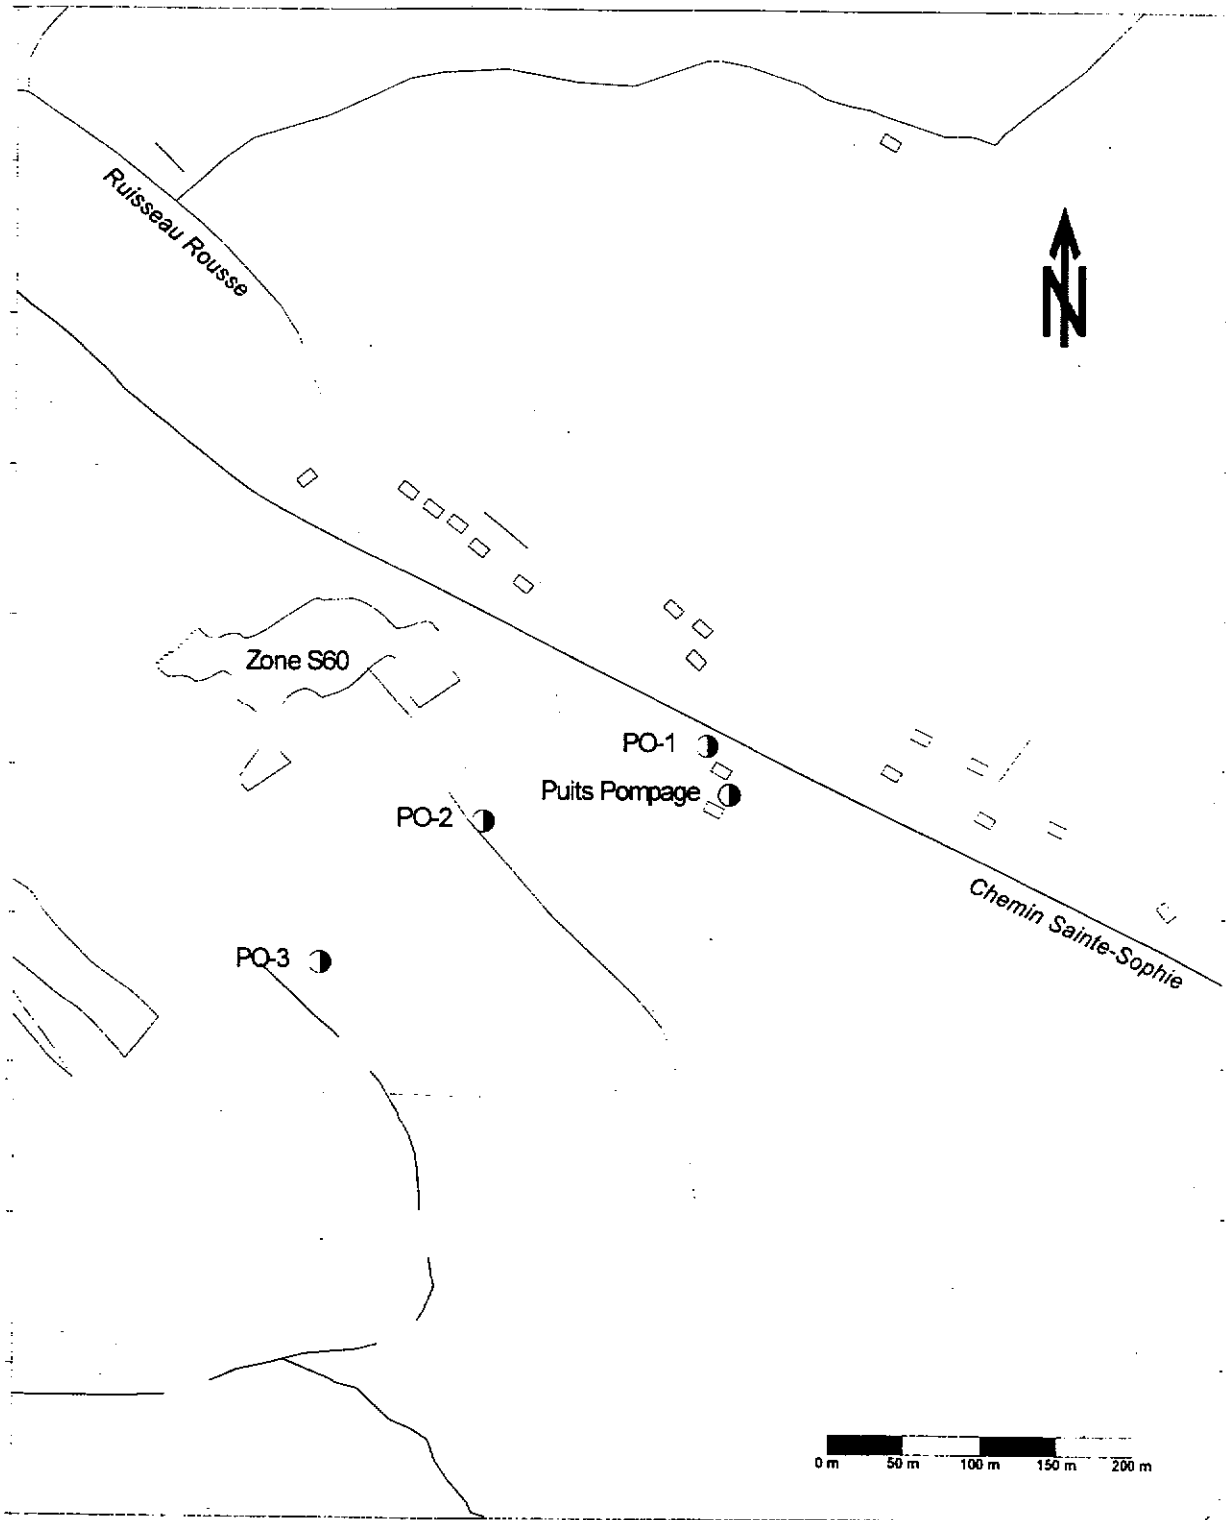 Ruisseau Rousse
N
Zone S60
PO-1
Puits Pompage
PO-2
Chemin Sainte-Sophie
PO-3
0 m 50 m 100 m 150 m 200 m